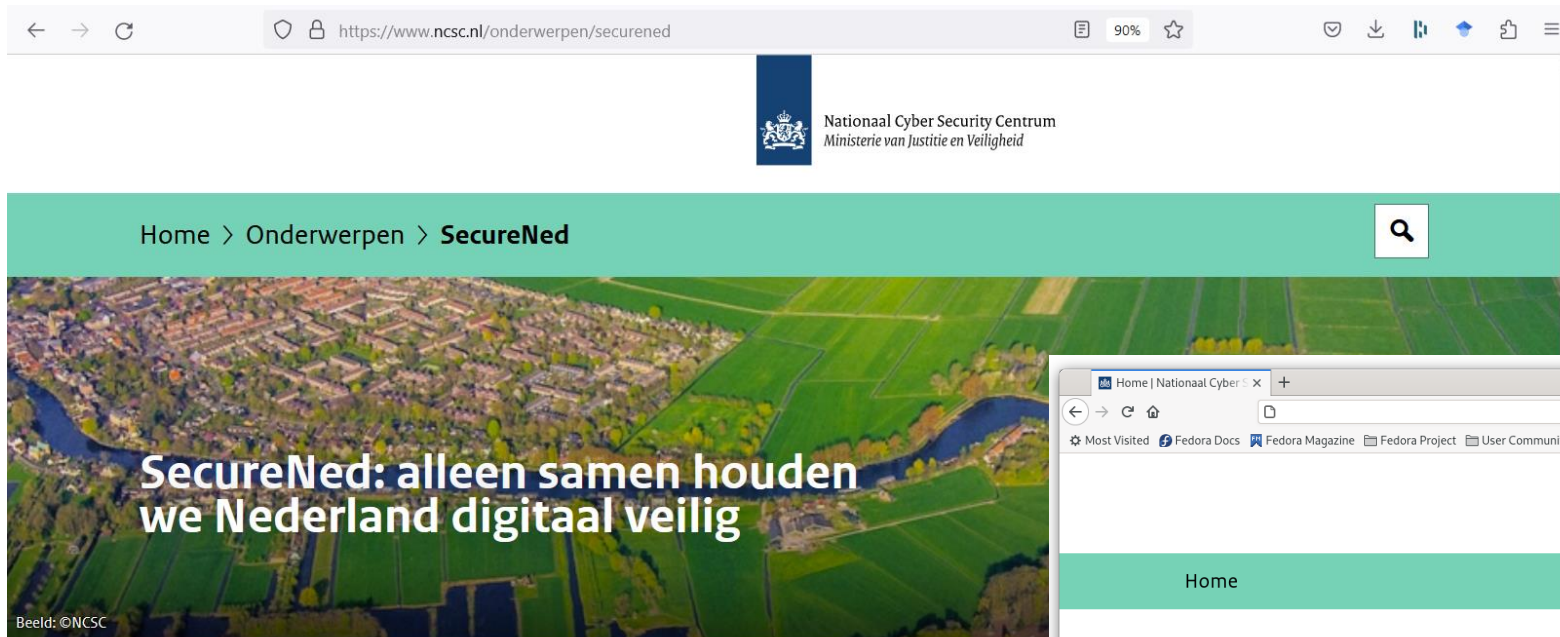 https://www.ncsc.nl/onderwerpen/securened
90%
Nationaal Cyber Security Centrum
Ministerie van Justitie en Veiligheid
Home > Onderwerpen > SecureNed
SecureNed: alleen samen houden
we Nederland digitaal veilig
Beeld: ©NCSC
Home | Nationaal Cyber S
Most Visited Fedora Docs Fedora Magazine Fedora Project User Communi
Home